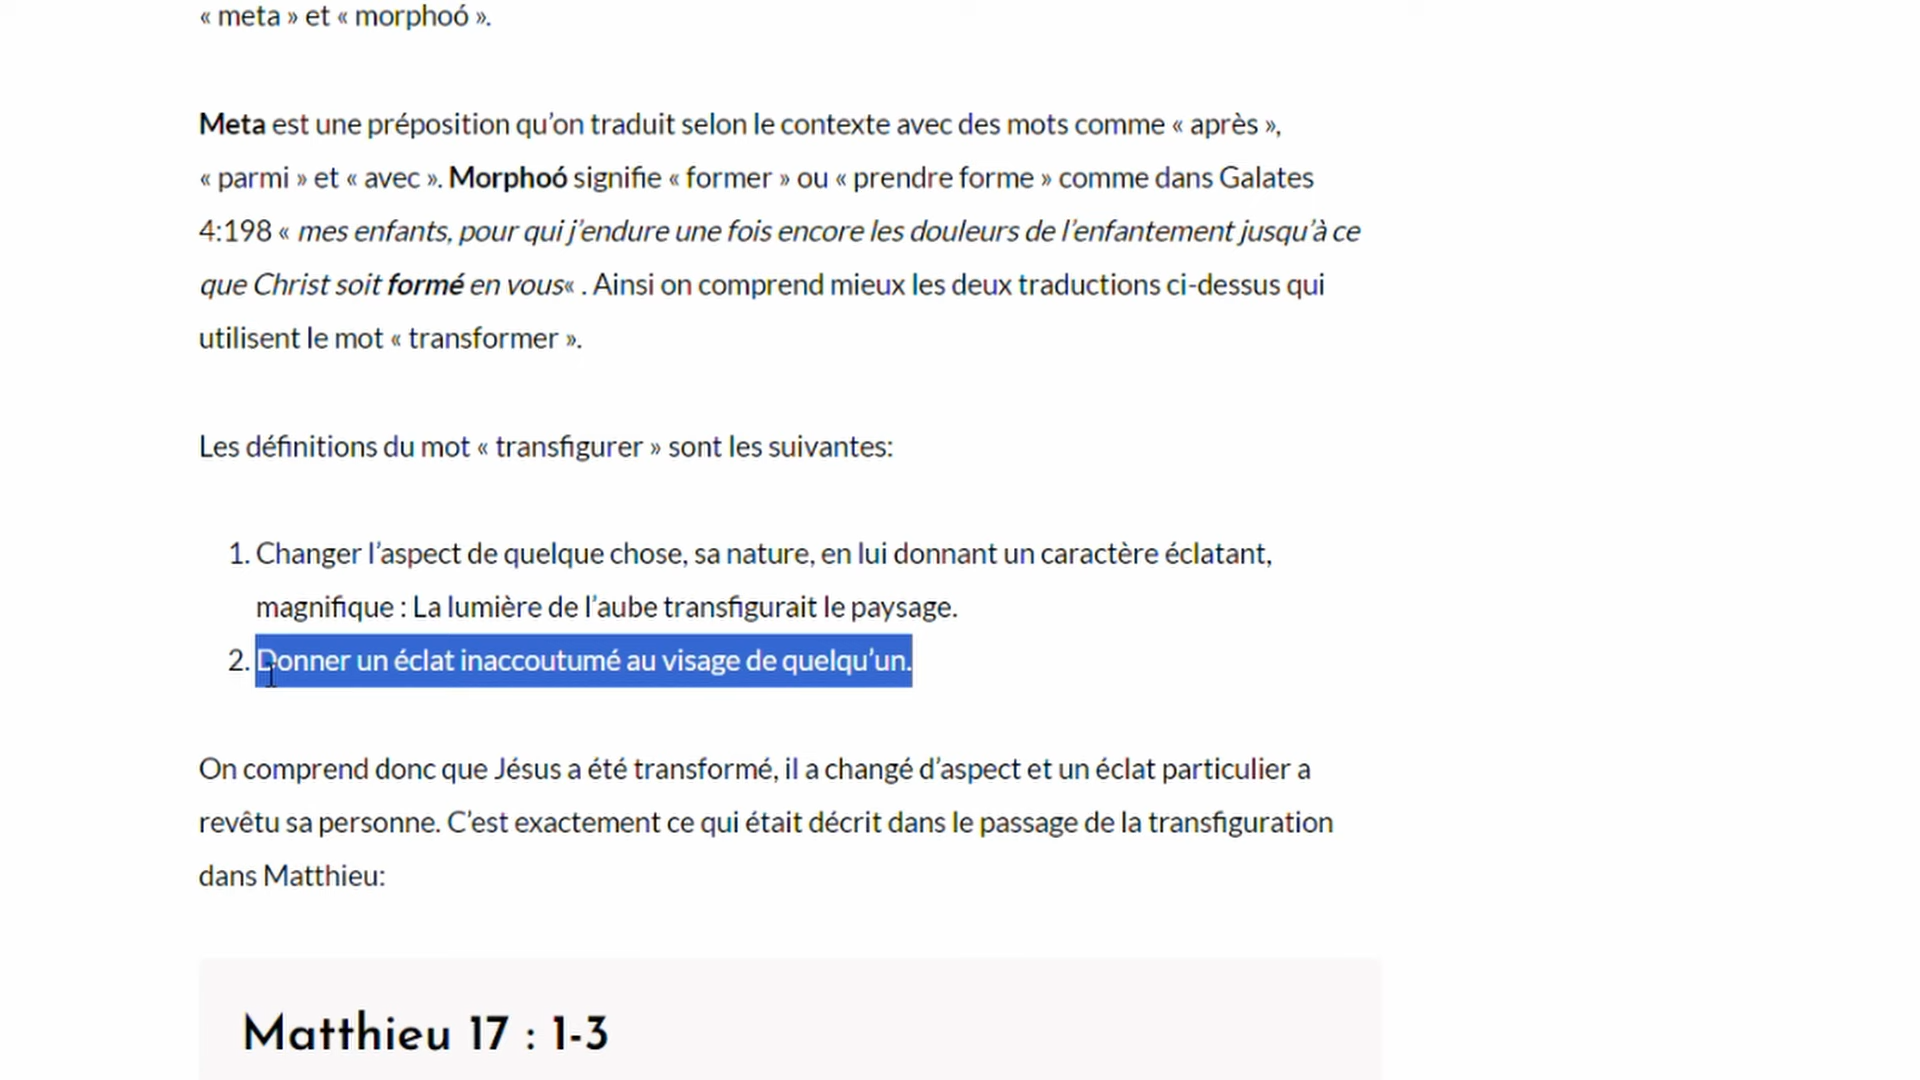 « meta » et « morphoó ».
Meta est une préposition qu’on traduit selon le contexte avec des mots comme « après »,
« parmi » et « avec ». Morphoó signifie « former » ou « prendre forme » comme dans Galates
4:198 « mes enfants, pour qui j’endure une fois encore les douleurs de l’enfantement jusqu’à ce
que Christ soit formé en vous« . Ainsi on comprend mieux les deux traductions ci-dessus qui
utilisent le mot « transformer ».
Les définitions du mot « transfigurer » sont les suivantes:
1. Changer l’aspect de quelque chose, sa nature, en lui donnant un caractère éclatant,
magnifique : La lumière de l’aube transfigurait le paysage.
2. Donner un éclat inaccoutumé au visage de quelqu’un.
On comprend donc que Jésus a été transformé, il a changé d’aspect et un éclat particulier a
revêtu sa personne. C’est exactement ce qui était décrit dans le passage de la transfiguration
dans Matthieu:
Matthieu 17 : 1-3